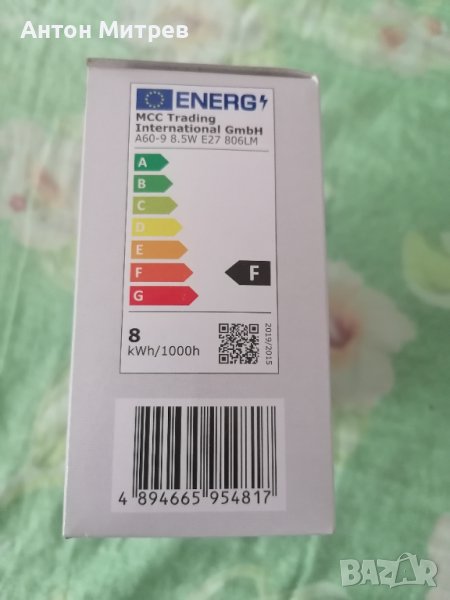 Антон Митрев
ENERG
MCC Trading
International GmbH
A60-9 8.5W E27 806LM
A
B
C
D
E
F
G
F
8
kWh/1000h
2019/2015
4 894665 954817
BAZAR